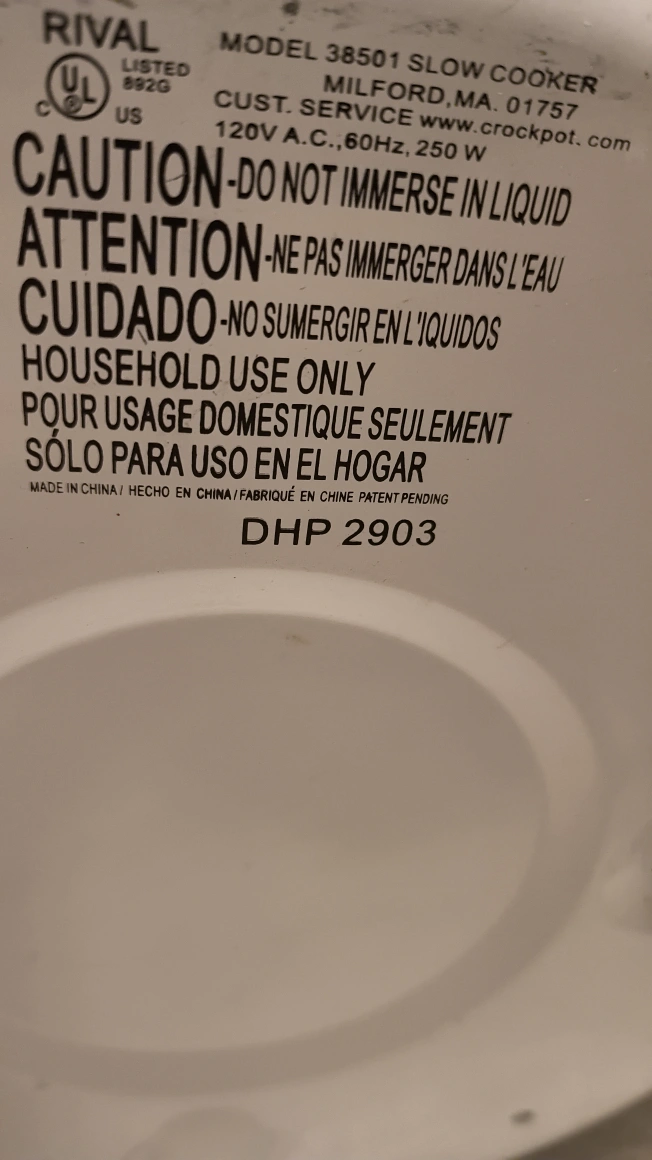 RIVAL
C UL ® US
LISTED
892G
MODEL 38501 SLOW COOKER
MILFORD, MA. 01757
CUST. SERVICE www.crockpot.com
120V A.C., 60Hz, 250 W
CAUTION-DO NOT IMMERSE IN LIQUID
ATTENTION-NE PAS IMMERGER DANS L'EAU
CUIDADO-NO SUMERGIR EN L'IQUIDOS
HOUSEHOLD USE ONLY
POUR USAGE DOMESTIQUE SEULEMENT
SÓLO PARA USO EN EL HOGAR
MADE IN CHINA / HECHO EN CHINA / FABRIQUÉ EN CHINE PATENT PENDING
DHP 2903